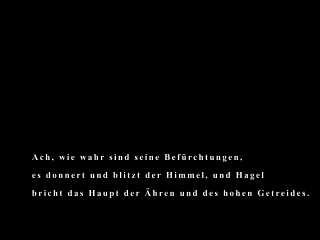 Ach, wie wahr sind seine Befürchtungen,
es donnert und blitzt der Himmel, und Hagel
bricht das Haupt der Ähren und des hohen Getreides.